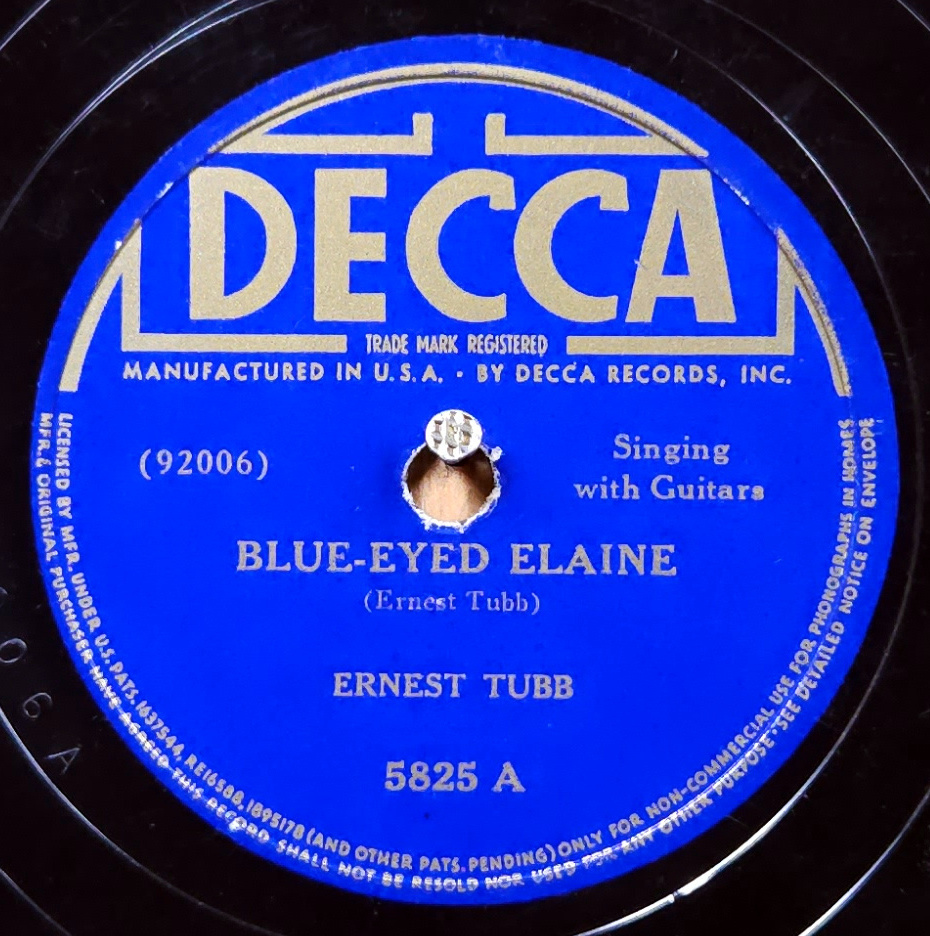 DECCA
TRADE MARK REGISTERED
MANUFACTURED IN U.S.A. · BY DECCA RECORDS, INC.
(92006)
Singing
with Guitars
BLUE-EYED ELAINE
(Ernest Tubb)
ERNEST TUBB
5825 A
LICENSED BY MFR. UNDER U.S. PATS. 1637544, RE16588, 1895178 (AND OTHER PATS. PENDING) ONLY FOR NON-COMMERCIAL USE FOR PHONOGRAPHS IN HOMES
MFR. & ORIGINAL PURCHASER HAVE AGREED THIS RECORD SHALL NOT BE RESOLD NOR USED FOR ANY OTHER PURPOSE · SEE DETAILED NOTICE ON ENVELOPE
06 A